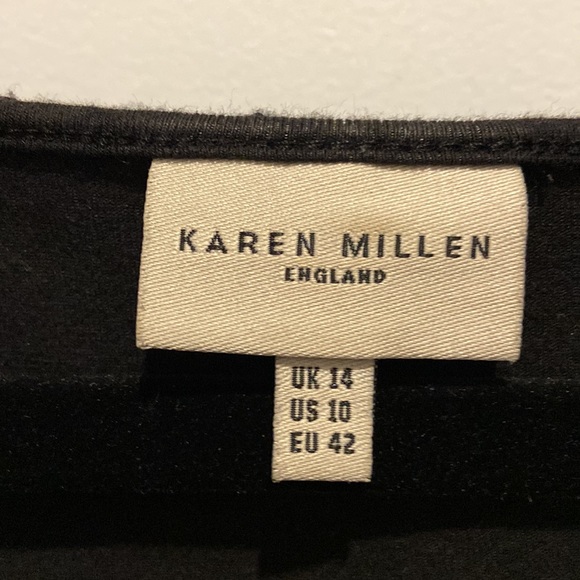 KAREN MILLEN
ENGLAND
UK 14
US 10
EU 42